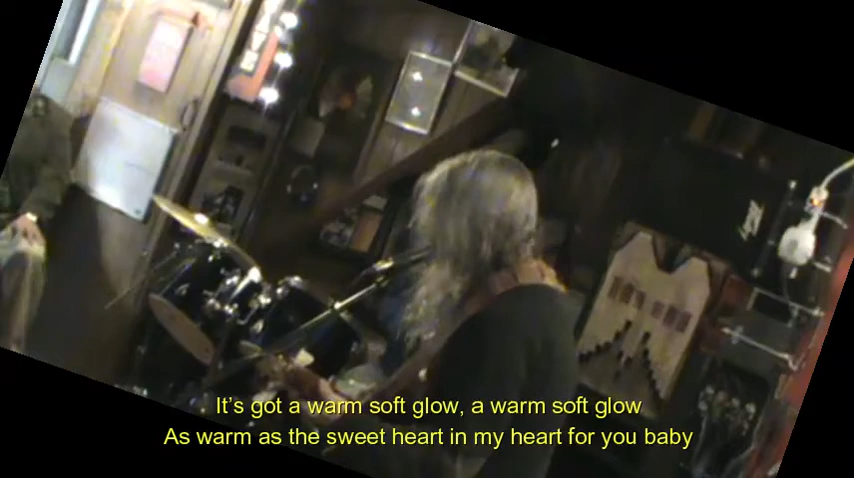 It's got a warm soft glow, a warm soft glow
As warm as the sweet heart in my heart for you baby